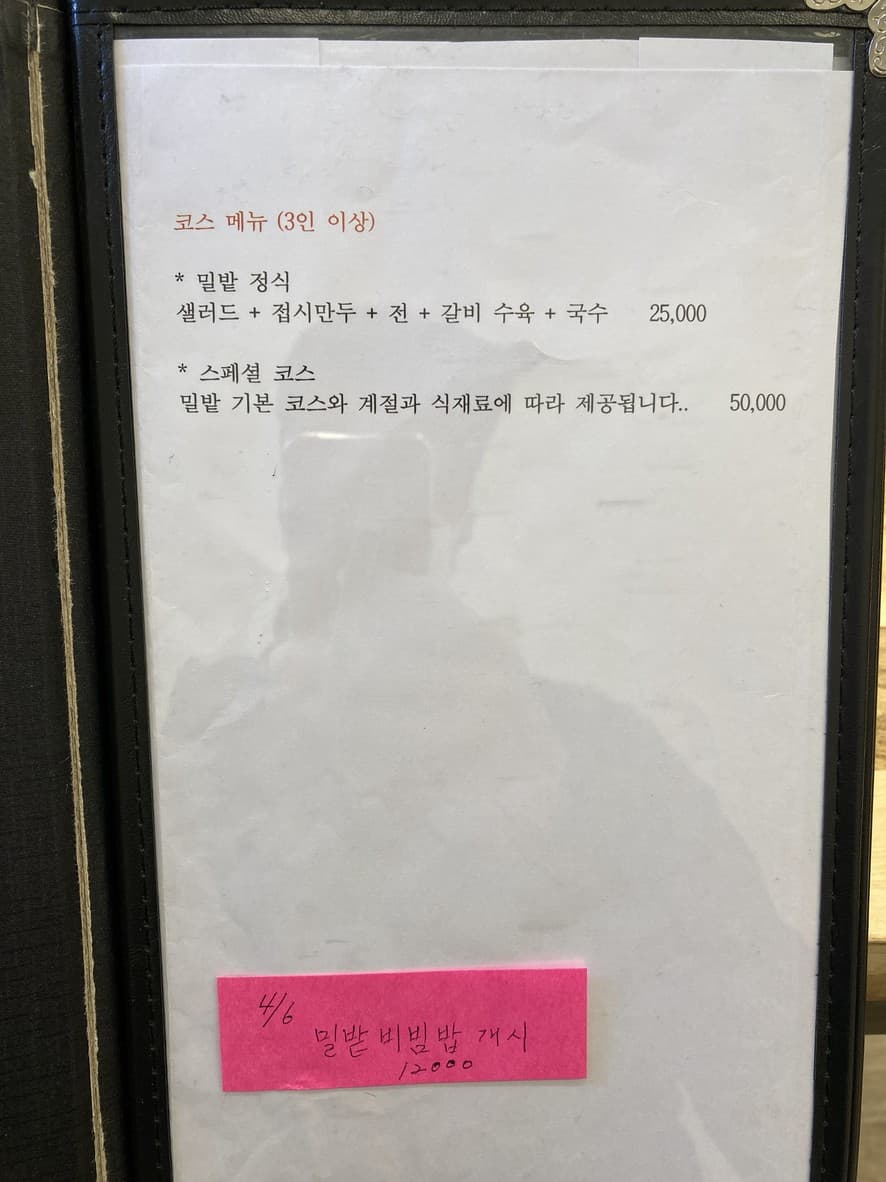 코스 메뉴 (3인 이상)
* 밀밭 정식
샐러드 + 접시만두 + 전 + 갈비 수육 + 국수 25,000
* 스페셜 코스
밀밭 기본 코스와 계절과 식재료에 따라 제공됩니다.. 50,000
4/6
밀밭 비빔밥 개시
12000